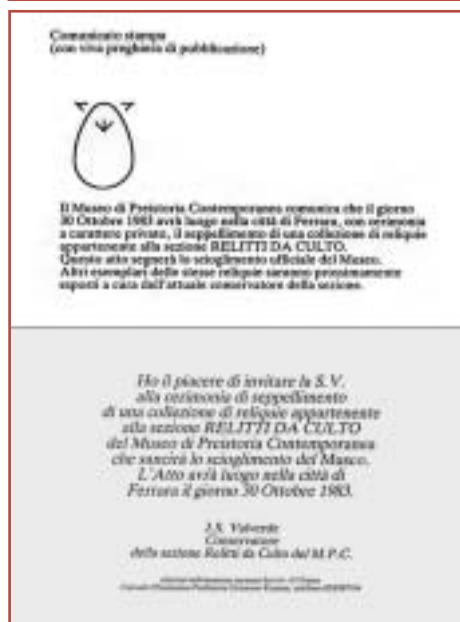 Comunicato stampa
(con viva preghiera di pubblicazione)
Il Museo di Preistoria Contemporanea comunica che il giorno
30 Ottobre 1983 avrà luogo nella città di Ferrara, con cerimonia
a carattere privato, il seppellimento di una collezione di reliquie
appartenente alla sezione RELITTI DA CULTO.
Questo atto segnerà lo scioglimento ufficiale del Museo.
Altri esemplari delle stesse reliquie saranno prossimamente
esposti a cura dell'attuale conservatore della sezione.
Ho il piacere di invitare la S.V.
alla cerimonia di seppellimento
di una collezione di reliquie appartenente
alla sezione RELITTI DA CULTO
del Museo di Preistoria Contemporanea
che sancirà lo scioglimento del Museo.
L'Atto avrà luogo nella città di
Ferrara il giorno 30 Ottobre 1983.
J.S. Valverde
Conservatore
della sezione Relitti da Culto del M.P.C.